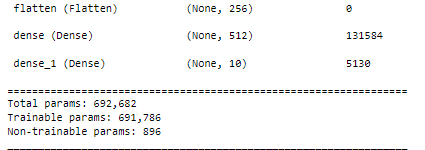 flatten (Flatten) (None, 256) 0
dense (Dense) (None, 512) 131584
dense_1 (Dense) (None, 10) 5130
=================================================================
Total params: 692,682
Trainable params: 691,786
Non-trainable params: 896
_________________________________________________________________